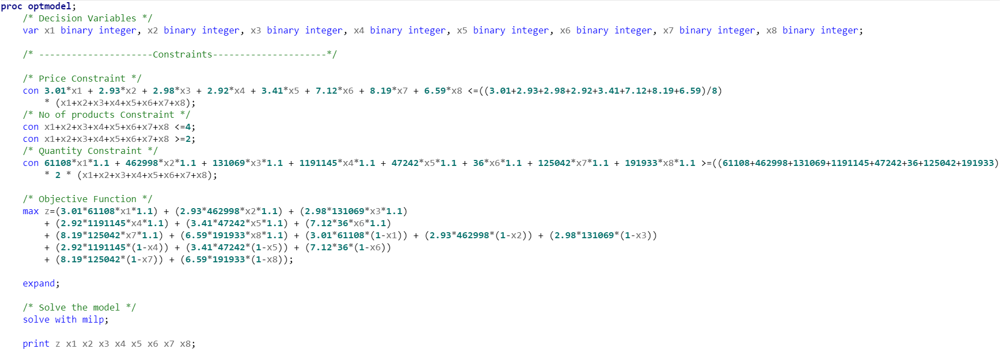 proc optmodel;
/* Decision Variables */
var x1 binary integer, x2 binary integer, x3 binary integer, x4 binary integer, x5 binary integer, x6 binary integer, x7 binary integer, x8 binary integer;
/* ---------------------Constraints---------------------*/
/* Price Constraint */
con 3.01*x1 + 2.93*x2 + 2.98*x3 + 2.92*x4 + 3.41*x5 + 7.12*x6 + 8.19*x7 + 6.59*x8 <=((3.01+2.93+2.98+2.92+3.41+7.12+8.19+6.59)/8)
* (x1+x2+x3+x4+x5+x6+x7+x8);
/* No of products Constraint */
con x1+x2+x3+x4+x5+x6+x7+x8 <=4;
con x1+x2+x3+x4+x5+x6+x7+x8 >=2;
/* Quantity Constraint */
con 61108*x1*1.1 + 462998*x2*1.1 + 131069*x3*1.1 + 1191145*x4*1.1 + 47242*x5*1.1 + 36*x6*1.1 + 125042*x7*1.1 + 191933*x8*1.1 >=((61108+462998+131069+1191145+47242+36+125042+191933)
* 2 * (x1+x2+x3+x4+x5+x6+x7+x8);
/* Objective Function */
max z=(3.01*61108*x1*1.1) + (2.93*462998*x2*1.1) + (2.98*131069*x3*1.1)
+ (2.92*1191145*x4*1.1) + (3.41*47242*x5*1.1) + (7.12*36*x6*1.1)
+ (8.19*125042*x7*1.1) + (6.59*191933*x8*1.1) + (3.01*61108*(1-x1)) + (2.93*462998*(1-x2)) + (2.98*131069*(1-x3))
+ (2.92*1191145*(1-x4)) + (3.41*47242*(1-x5)) + (7.12*36*(1-x6))
+ (8.19*125042*(1-x7)) + (6.59*191933*(1-x8));
expand;
/* Solve the model */
solve with milp;
print z x1 x2 x3 x4 x5 x6 x7 x8;